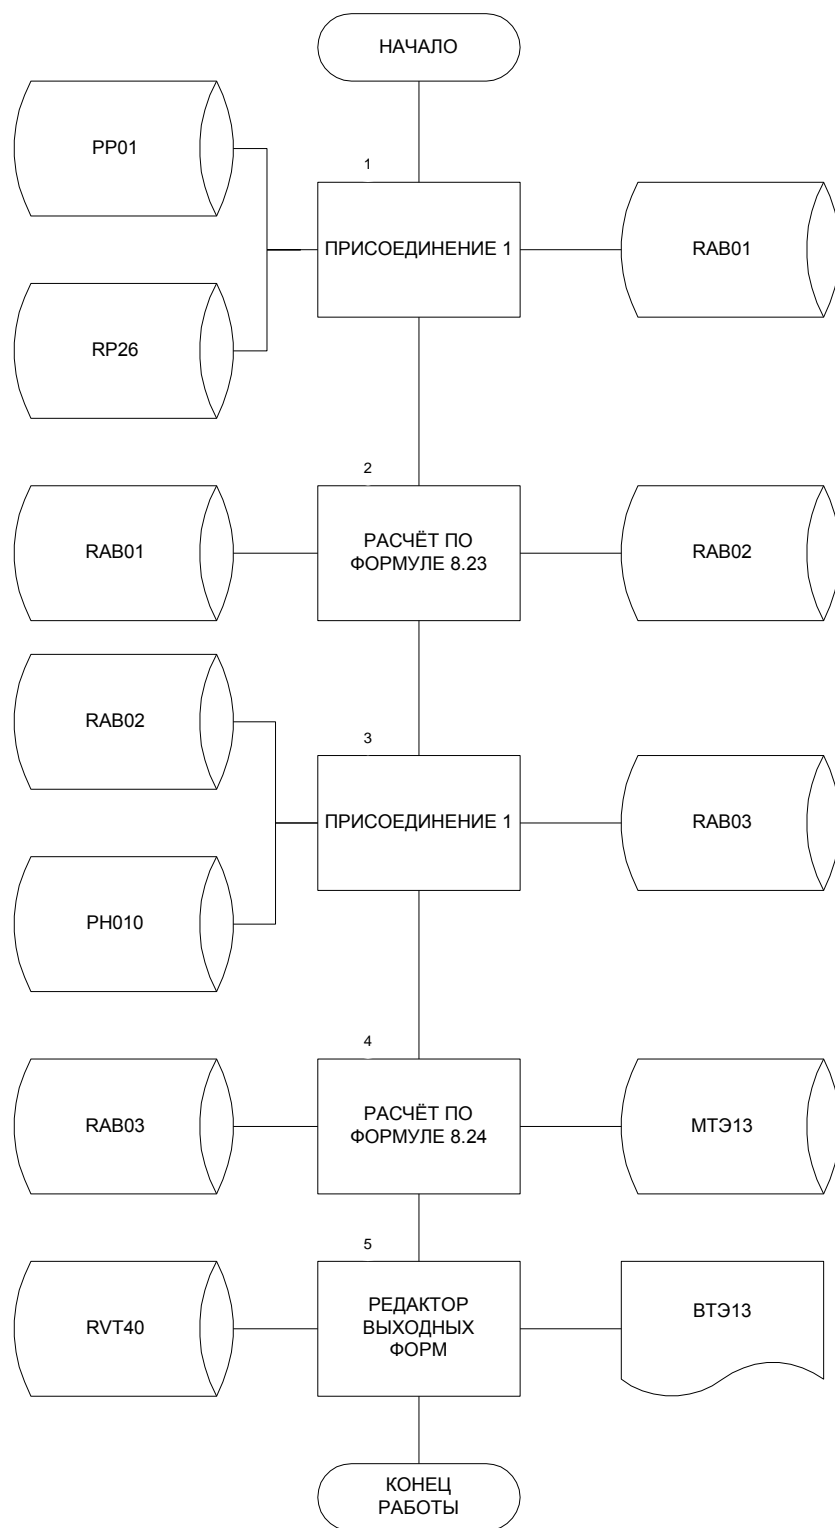 НАЧАЛО
PP01
1
ПРИСОЕДИНЕНИЕ 1
RAB01
RP26
2
RAB01
РАСЧЁТ ПО
ФОРМУЛЕ 8.23
RAB02
RAB02
3
ПРИСОЕДИНЕНИЕ 1
RAB03
PH010
4
RAB03
РАСЧЁТ ПО
ФОРМУЛЕ 8.24
МТЭ13
5
RVT40
РЕДАКТОР
ВЫХОДНЫХ
ФОРМ
ВТЭ13
КОНЕЦ
РАБОТЫ